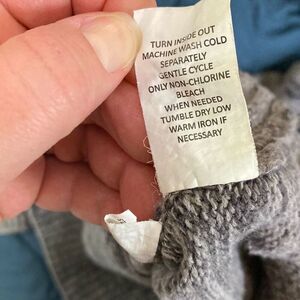 TURN INSIDE OUT
MACHINE WASH COLD
SEPARATELY
GENTLE CYCLE
ONLY NON-CHLORINE
BLEACH
WHEN NEEDED
TUMBLE DRY LOW
WARM IRON IF
NECESSARY